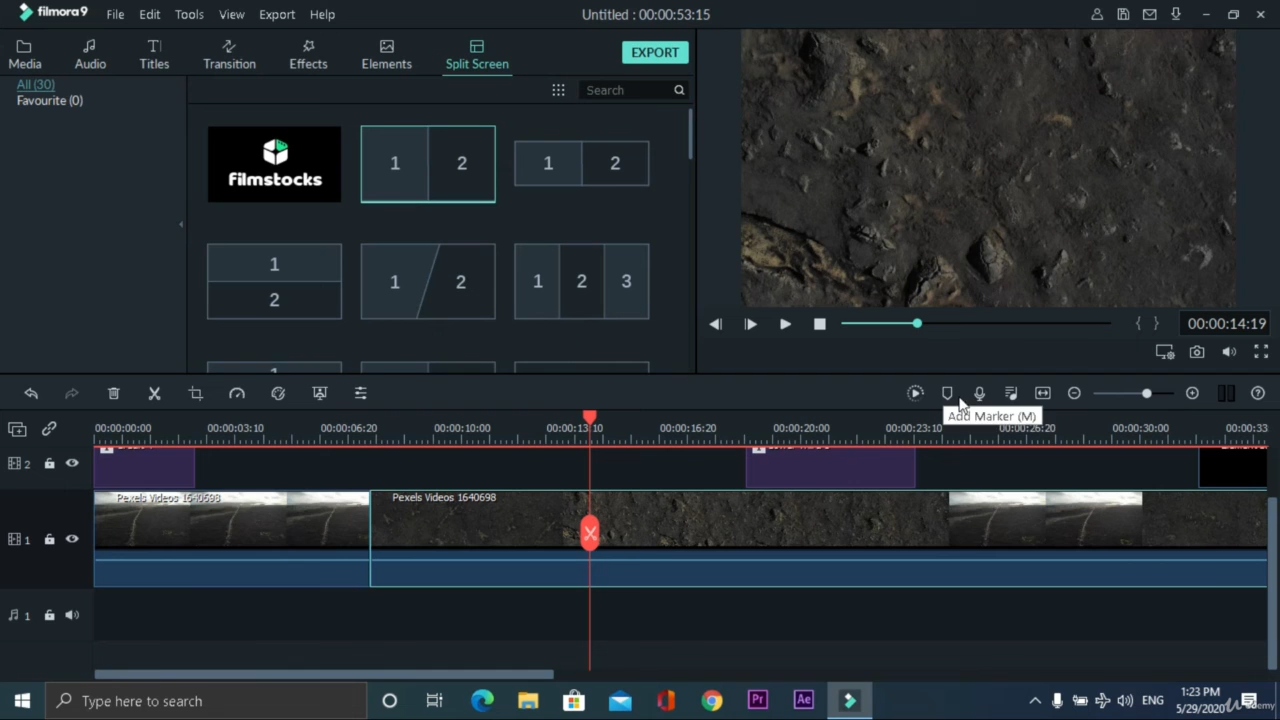 filmora9 File Edit Tools View Export Help Untitled : 00:00:53:15
Media Audio Titles Transition Effects Elements Split Screen EXPORT
All (30)
Favourite (0)
Search
filmstocks
1 2
1 2
1
2
1 2
1 2 3
1
00:00:14:19
Add Marker (M)
00:00:00:00 00:00:03:10 00:00:06:20 00:00:10:00 00:00:13:10 00:00:16:20 00:00:20:00 00:00:23:10 00:00:26:20 00:00:30:00 00:00:33
2
Pexels Videos 1640698 Pexels Videos 1640698
1
1
Type here to search
Pr Ae
ENG
1:23 PM
5/29/2020
Udemy